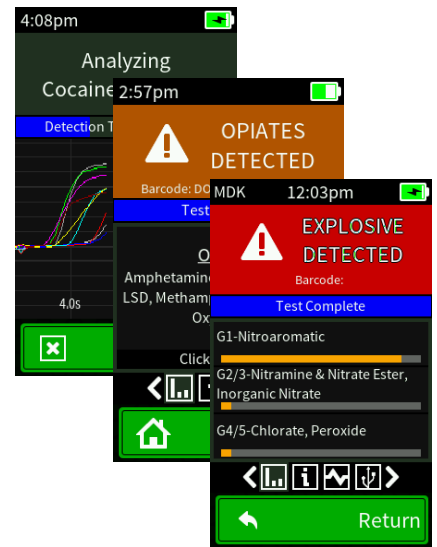 4:08pm
Analyzing
Cocaine
Detection T
4.0s
2:57pm
OPIATES
DETECTED
Barcode: DO
Test
O
Amphetamine
LSD, Metham
Ox
Click
MDK 12:03pm
EXPLOSIVE
DETECTED
Barcode:
Test Complete
G1-Nitroaromatic
G2/3-Nitramine & Nitrate Ester,
Inorganic Nitrate
G4/5-Chlorate, Peroxide
Return